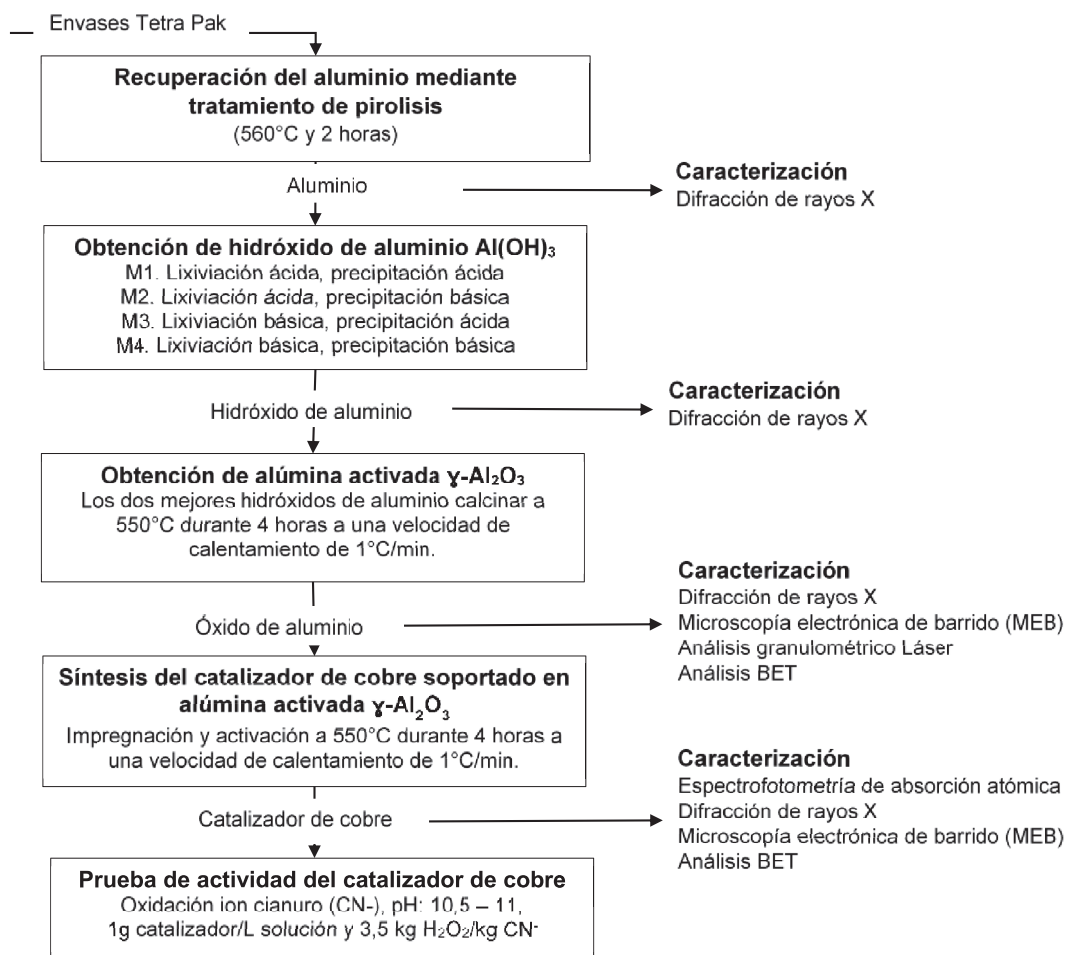 Envases Tetra Pak
Recuperación del aluminio mediante
tratamiento de pirolisis
(560°C y 2 horas)
Aluminio
Caracterización
Difracción de rayos X
Obtención de hidróxido de aluminio Al(OH)₃
M1. Lixiviación ácida, precipitación ácida
M2. Lixiviación ácida, precipitación básica
M3. Lixiviación básica, precipitación ácida
M4. Lixiviación básica, precipitación básica
Hidróxido de aluminio
Caracterización
Difracción de rayos X
Obtención de alúmina activada ɣ-Al₂O₃
Los dos mejores hidróxidos de aluminio calcinar a
550°C durante 4 horas a una velocidad de
calentamiento de 1°C/min.
Óxido de aluminio
Caracterización
Difracción de rayos X
Microscopía electrónica de barrido (MEB)
Análisis granulométrico Láser
Análisis BET
Síntesis del catalizador de cobre soportado en
alúmina activada ɣ-Al₂O₃
Impregnación y activación a 550°C durante 4 horas a
una velocidad de calentamiento de 1°C/min.
Catalizador de cobre
Caracterización
Espectrofotometría de absorción atómica
Difracción de rayos X
Microscopía electrónica de barrido (MEB)
Análisis BET
Prueba de actividad del catalizador de cobre
Oxidación ion cianuro (CN-), pH: 10,5 – 11,
1g catalizador/L solución y 3,5 kg H₂O₂/kg CN⁻